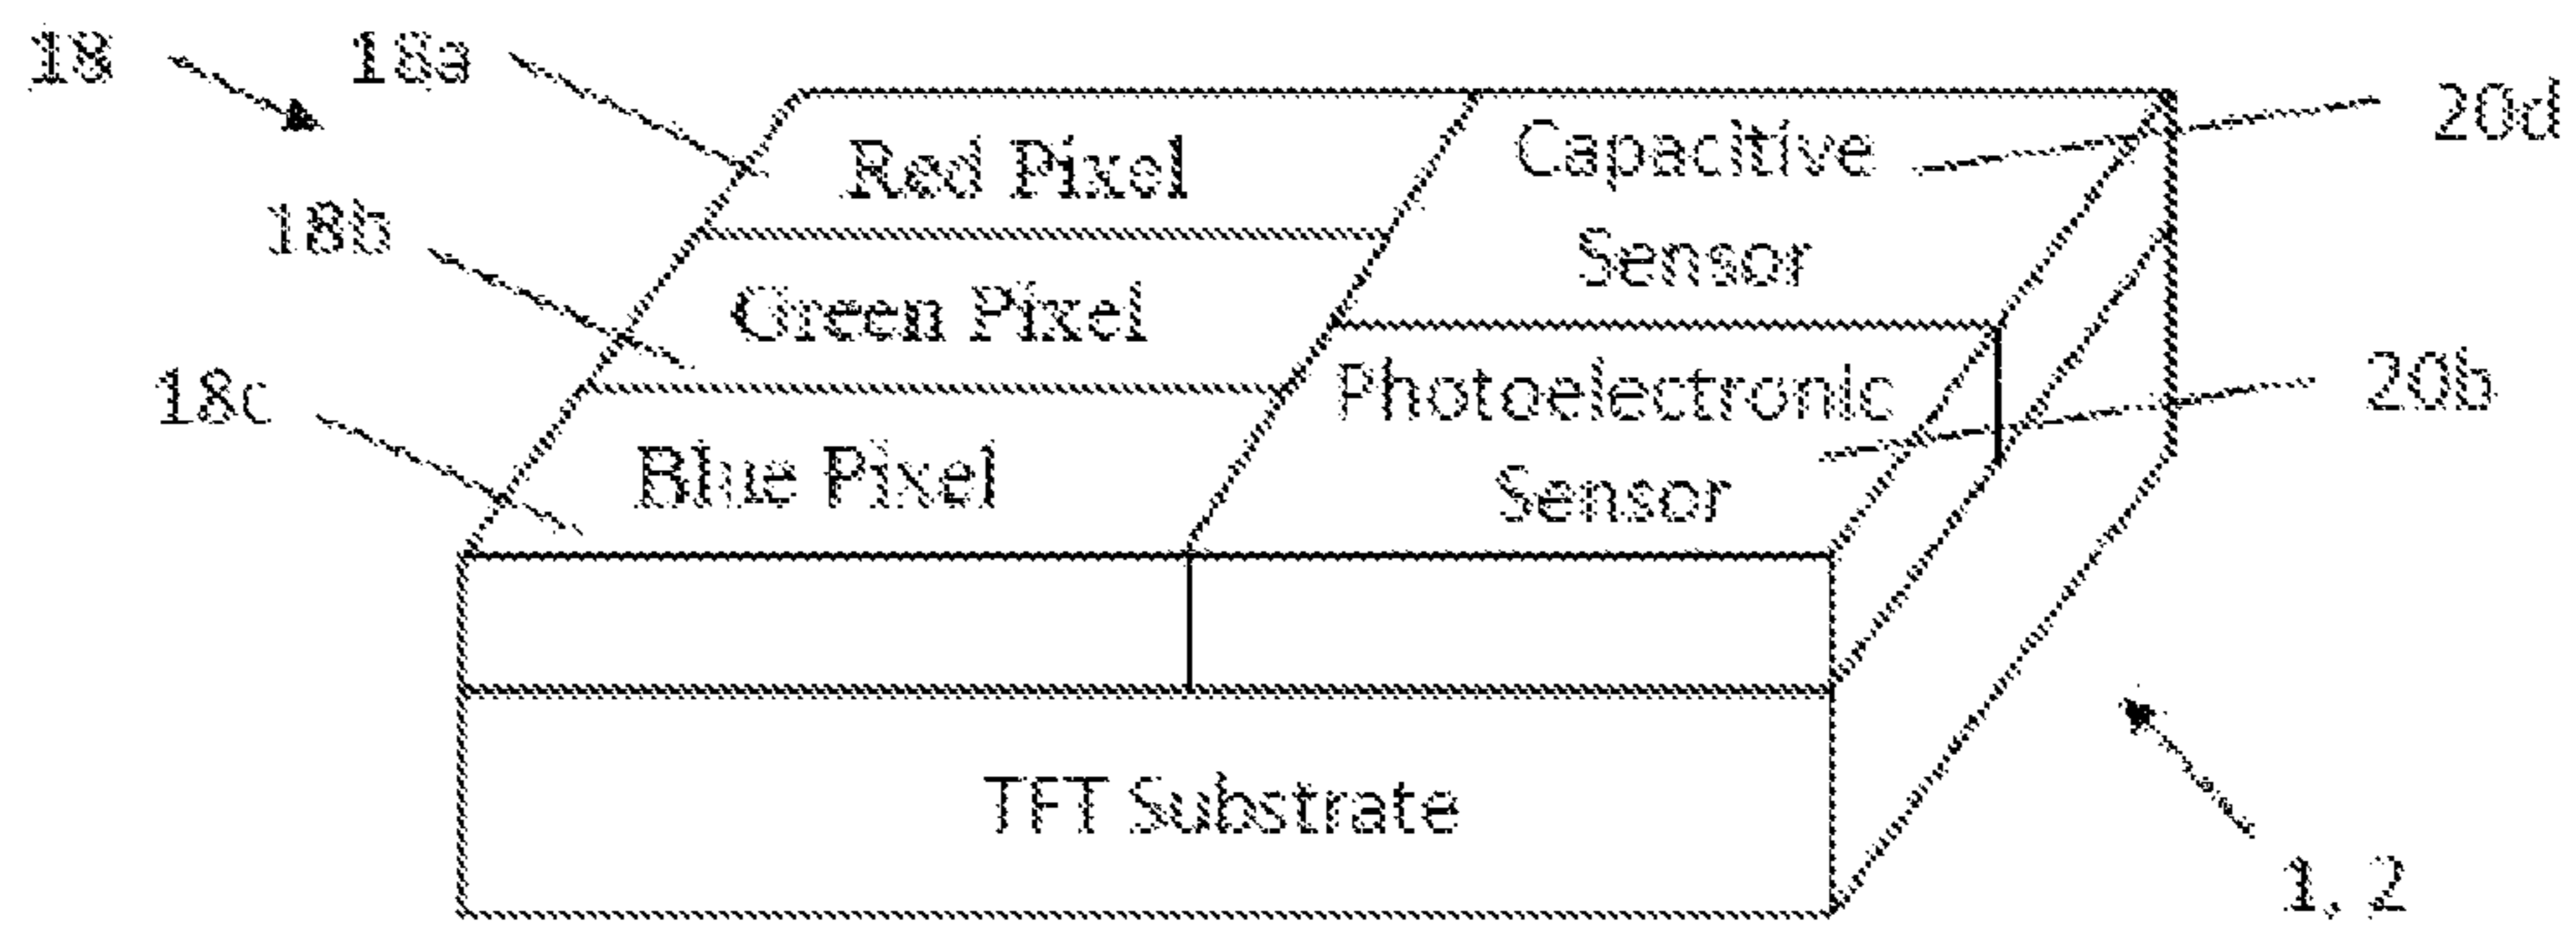 18
18a
Red Pixel
Capacitive
Sensor
20d
18b
Green Pixel
18c
Blue Pixel
Photoelectronic
Sensor
20b
TFT Substrate
1, 2